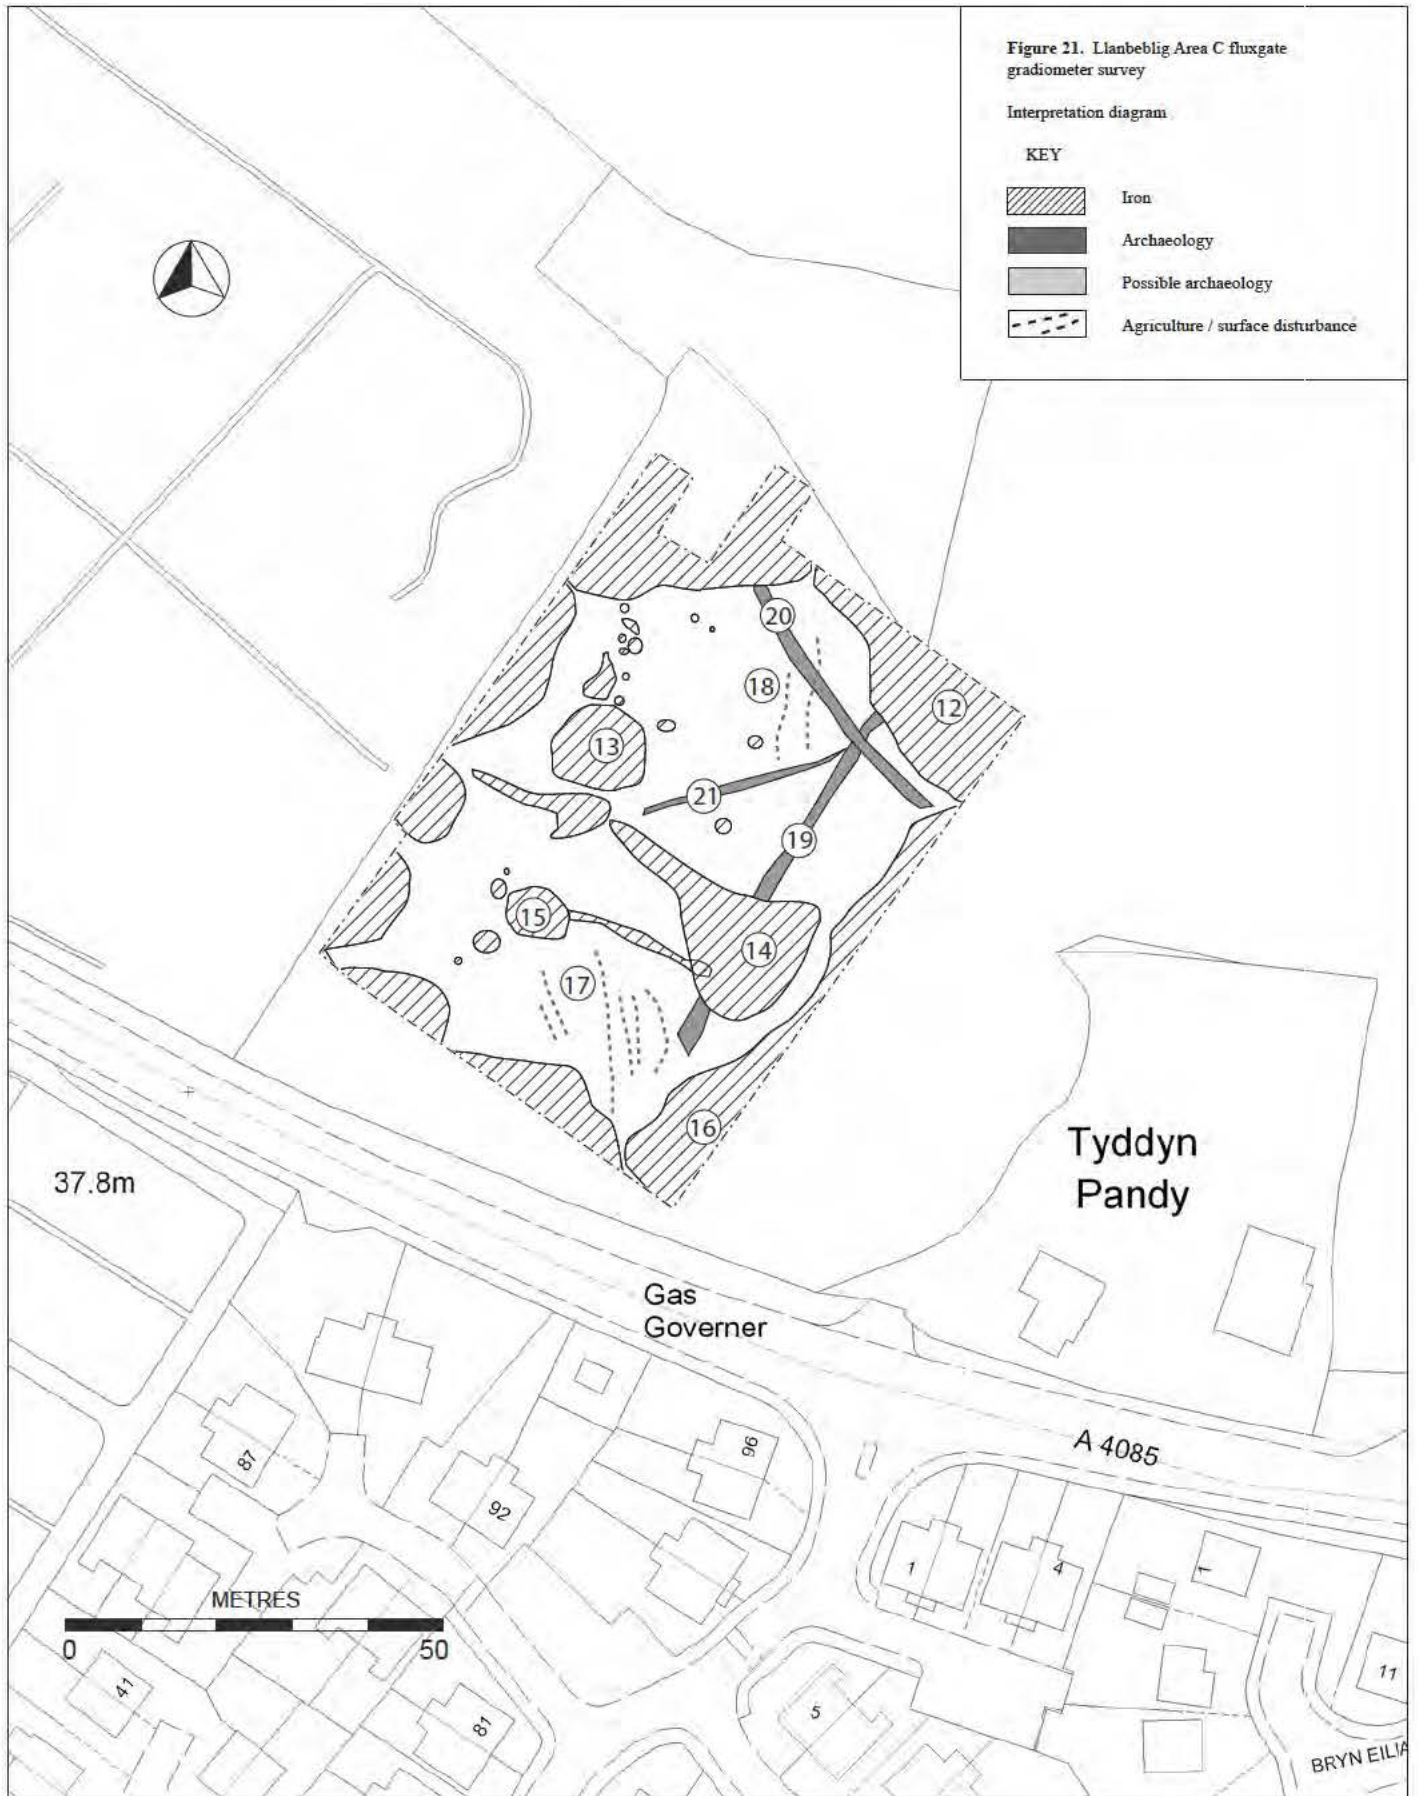 Figure 21. Llanbeblig Area C fluxgate
gradiometer survey
Interpretation diagram
KEY
Iron
Archaeology
Possible archaeology
Agriculture / surface disturbance
20
18
12
13
21
19
15
14
17
16
Tyddyn
Pandy
37.8m
Gas
Governer
A 4085
87
92
96
1
4
1
METRES
0
50
41
81
5
11
BRYN EILIA